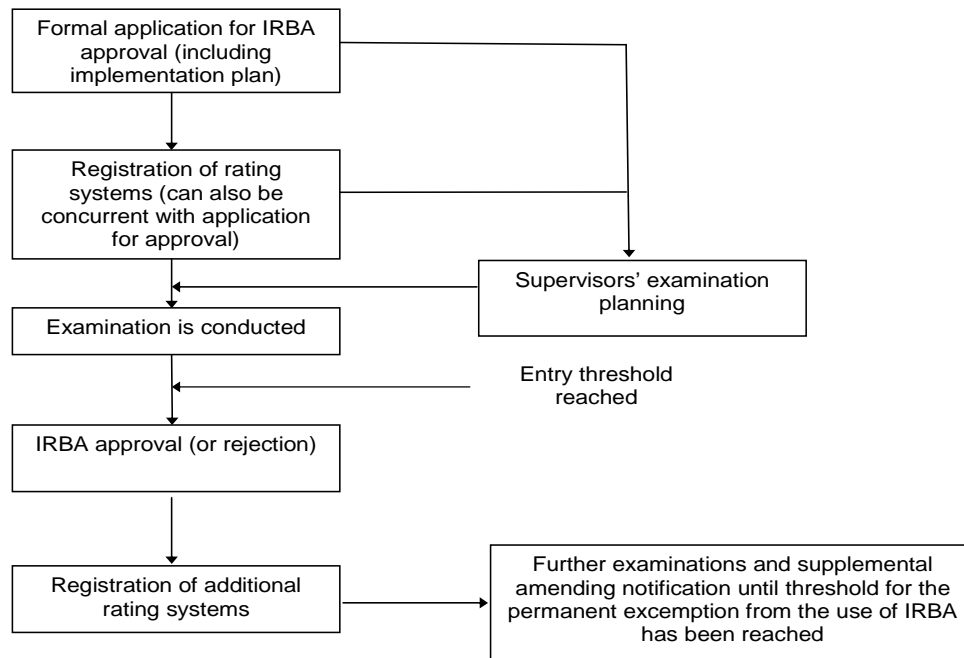 Formal application for IRBA
approval (including
implementation plan)
Registration of rating
systems (can also be
concurrent with application
for approval)
Supervisors’ examination
planning
Examination is conducted
Entry threshold
reached
IRBA approval (or rejection)
Registration of additional
rating systems
Further examinations and supplemental
amending notification until threshold for the
permanent excemption from the use of IRBA
has been reached